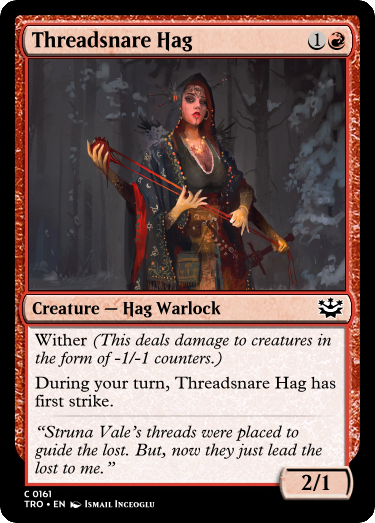 Threadsnare Hag 1
Creature — Hag Warlock
Wither (This deals damage to creatures in
the form of -1/-1 counters.)
During your turn, Threadsnare Hag has
first strike.
“Struna Vale’s threads were placed to
guide the lost. But, now they just lead the
lost to me.”
2/1
C 0161
TRO • EN Ismail Inceoglu